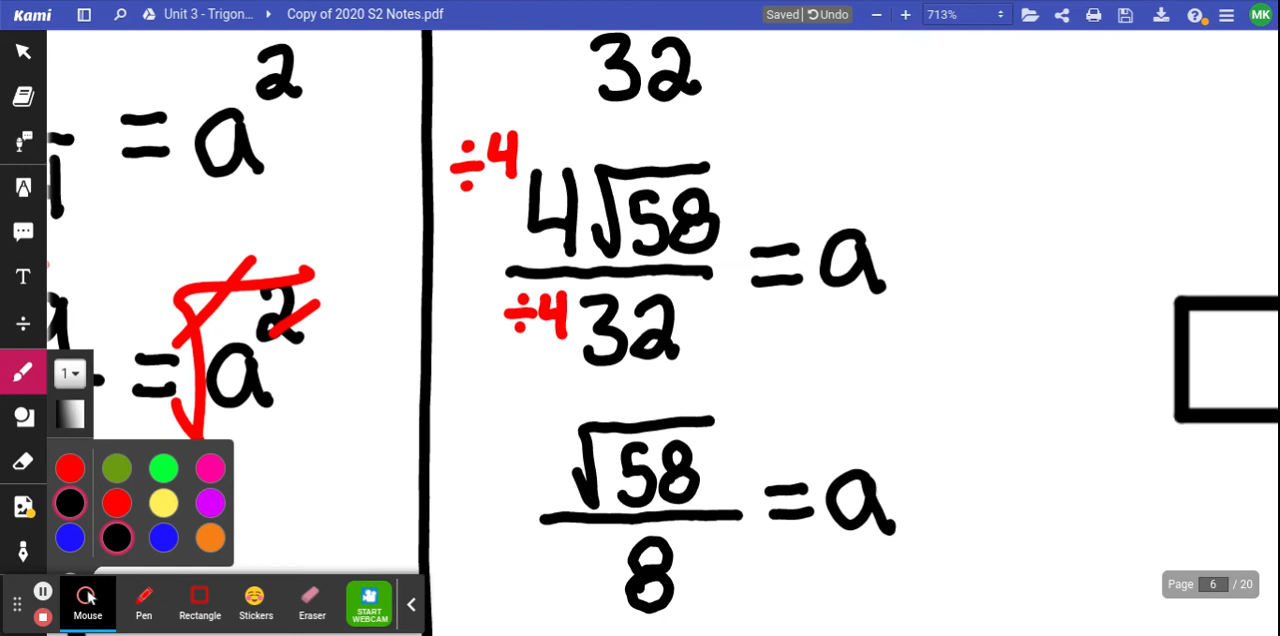 Kami Unit 3 - Trigon... > Copy of 2020 S2 Notes.pdf Saved Undo − + 713% MK
= a²
= √a²
32
÷4 4√58
÷4 32 = a
√58
8 = a
1
Page 6 / 20
Mouse Pen Rectangle Stickers Eraser START WEBCAM